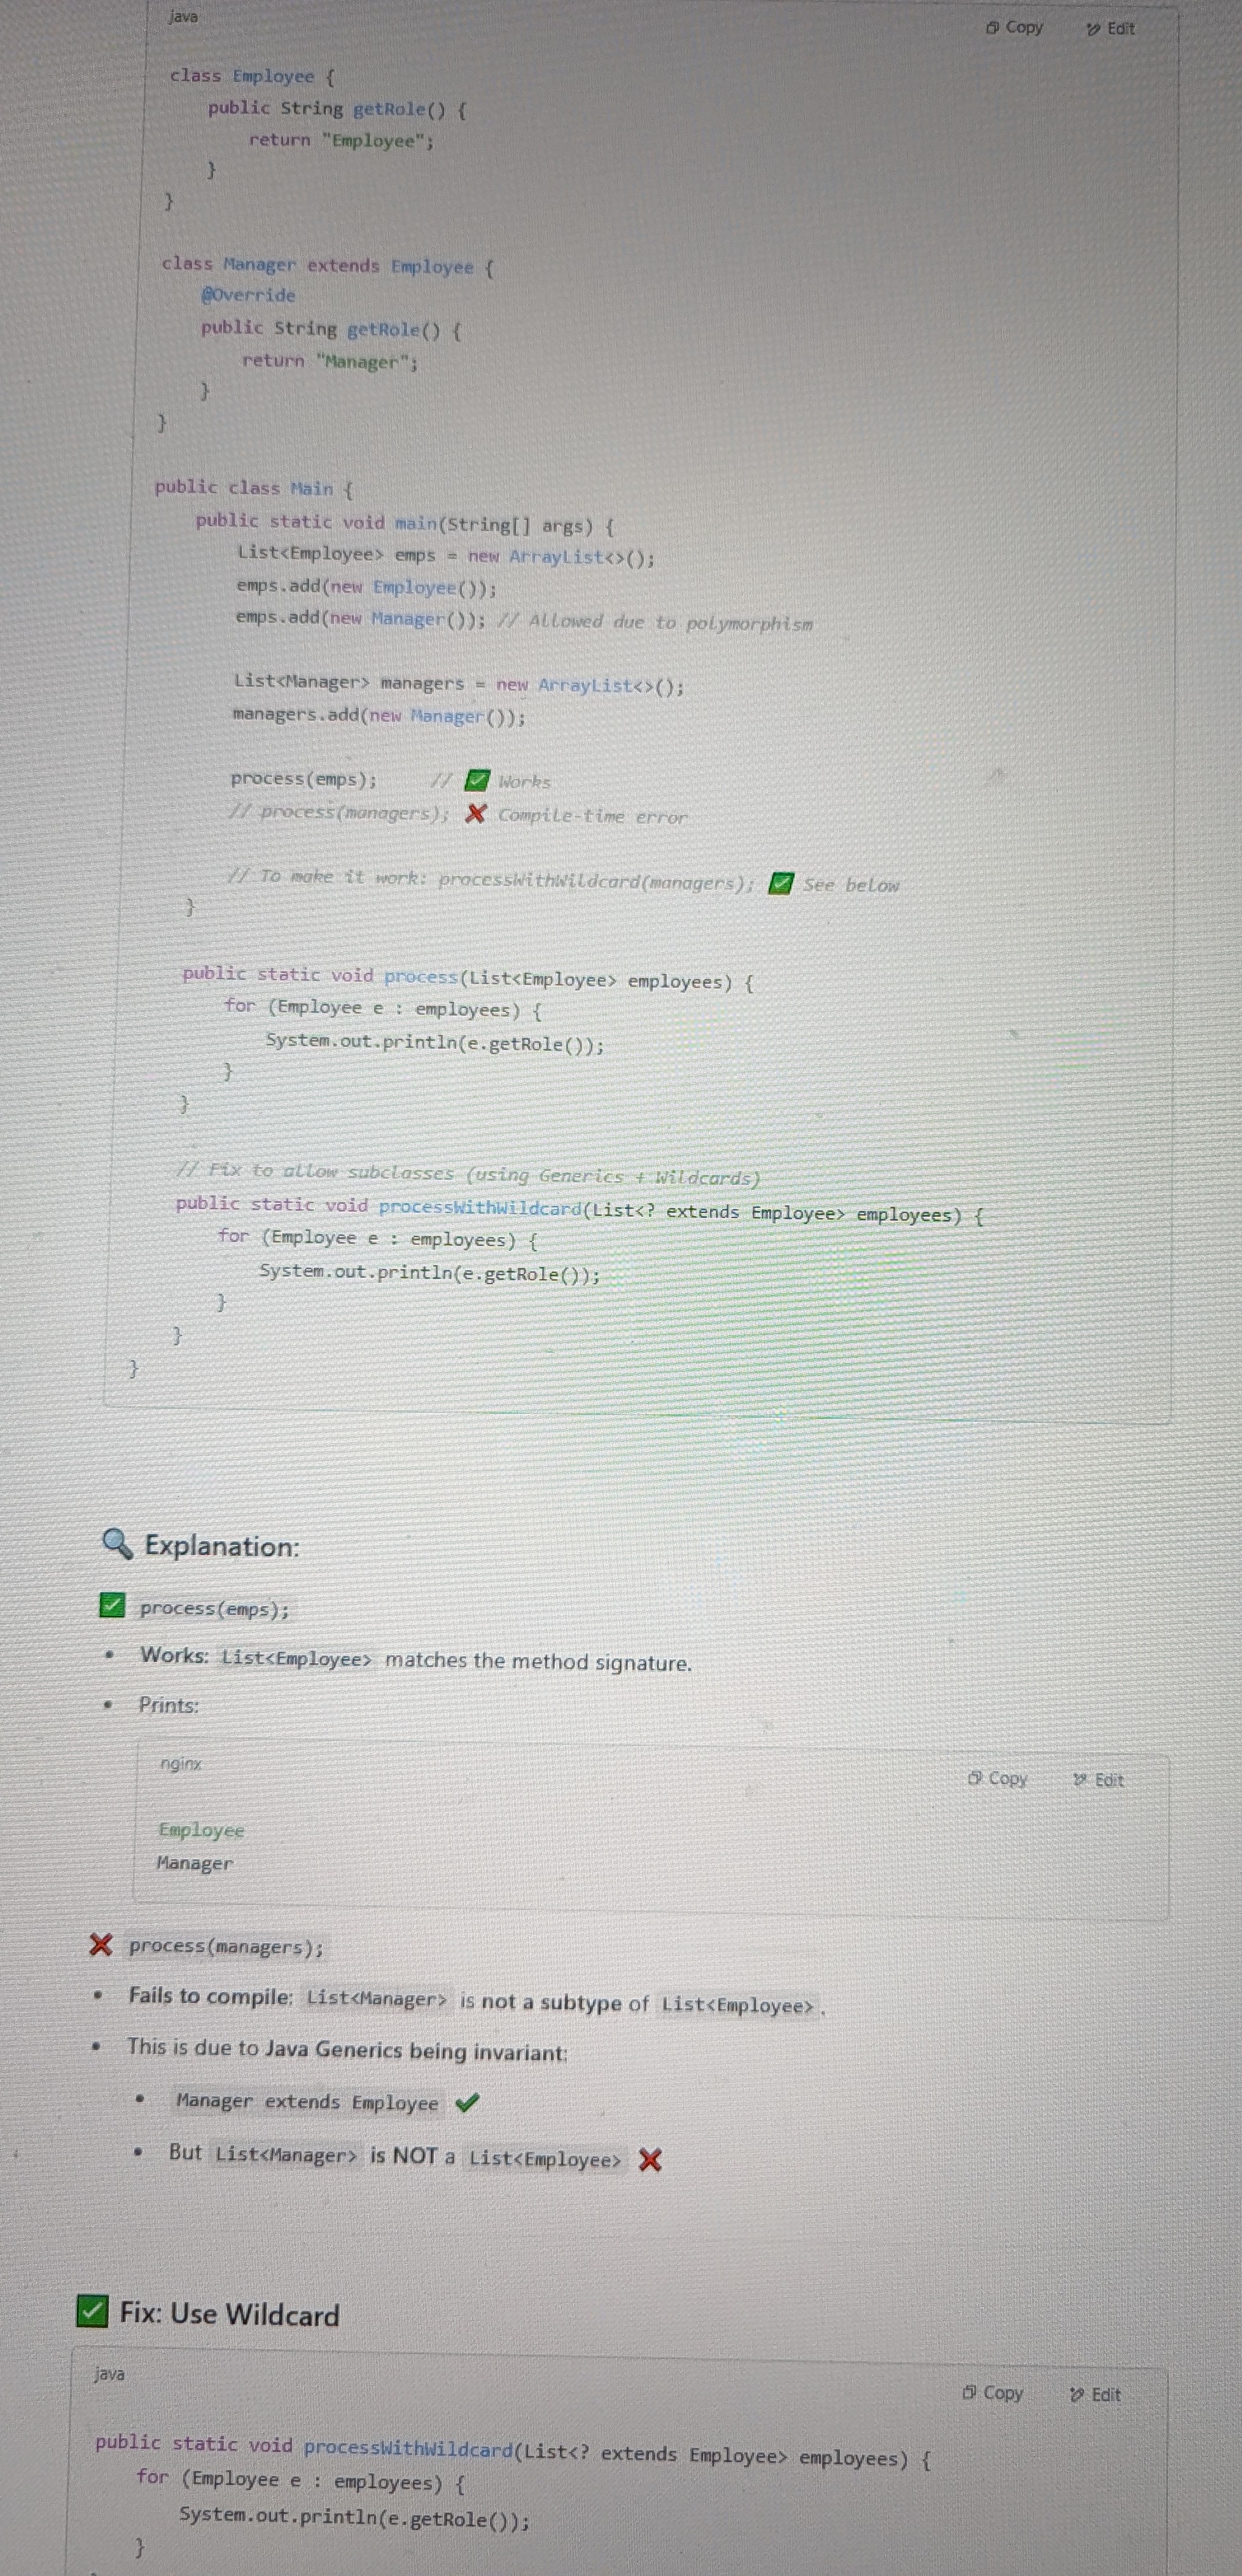 java
Copy Edit
class Employee {
public String getRole() {
return "Employee";
}
}
class Manager extends Employee {
@Override
public String getRole() {
return "Manager";
}
}
public class Main {
public static void main(String[] args) {
List<Employee> emps = new ArrayList<>();
emps.add(new Employee());
emps.add(new Manager()); // Allowed due to polymorphism
List<Manager> managers = new ArrayList<>();
managers.add(new Manager());
process(emps); // ✅ Works
// process(managers); ❌ Compile-time error
// To make it work: processWithWildcard(managers); ✅ See below
}
public static void process(List<Employee> employees) {
for (Employee e : employees) {
System.out.println(e.getRole());
}
}
// Fix to allow subclasses (using Generics + Wildcards)
public static void processWithWildcard(List<? extends Employee> employees) {
for (Employee e : employees) {
System.out.println(e.getRole());
}
}
}
🔍 Explanation:
✅ process(emps);
• Works: List<Employee> matches the method signature.
• Prints:
nginx
Copy Edit
Employee
Manager
❌ process(managers);
• Fails to compile: List<Manager> is not a subtype of List<Employee>.
• This is due to Java Generics being invariant:
• Manager extends Employee ✔
• But List<Manager> is NOT a List<Employee> ❌
✅ Fix: Use Wildcard
java
Copy Edit
public static void processWithWildcard(List<? extends Employee> employees) {
for (Employee e : employees) {
System.out.println(e.getRole());
}